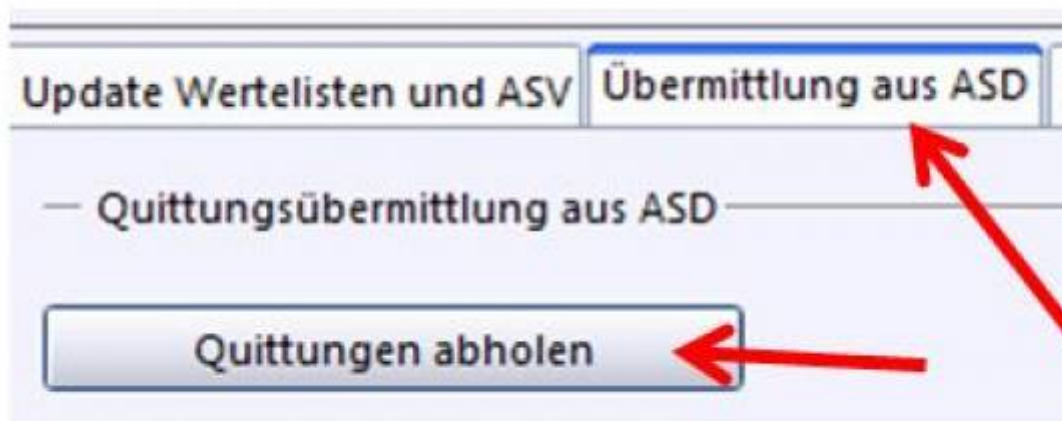 Update Wertelisten und ASV Übermittlung aus ASD
Quittungsübermittlung aus ASD
Quittungen abholen